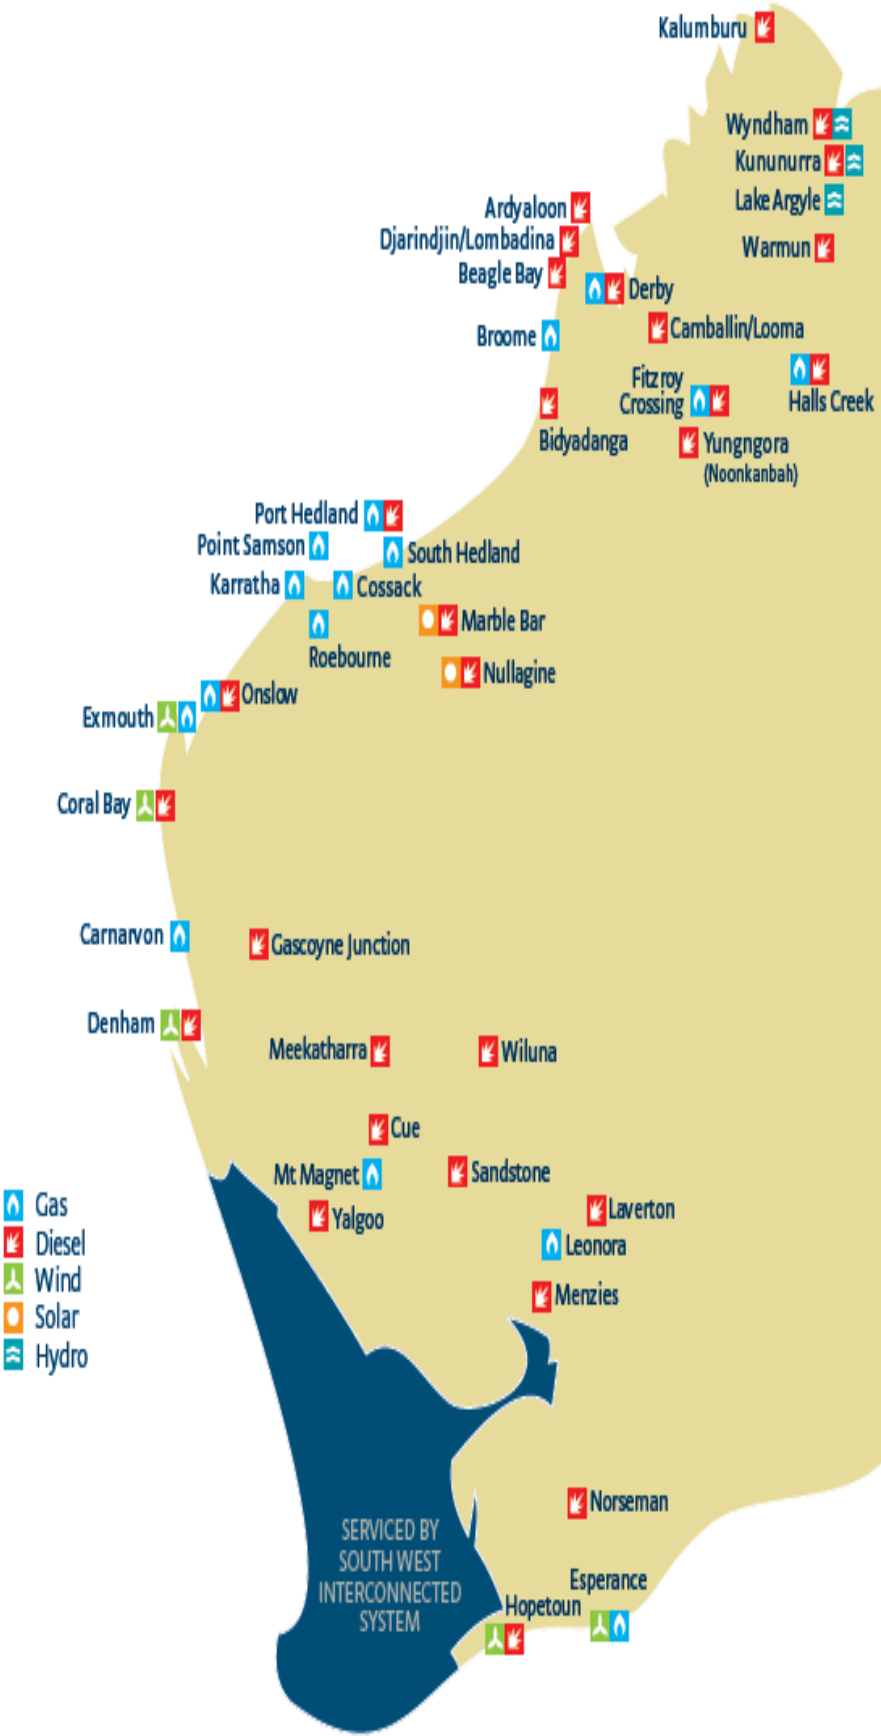 Kalumburu
Wyndham
Kununurra
Lake Argyle
Ardyaloon
Djarindjin/Lombadina
Warmun
Beagle Bay
Derby
Camballin/Looma
Broome
Fitzroy
Crossing
Halls Creek
Bidyadanga
Yungngora
(Noonkanbah)
Port Hedland
Point Samson
South Hedland
Karratha
Cossack
Marble Bar
Roebourne
Nullagine
Onslow
Exmouth
Coral Bay
Carnarvon
Gascoyne Junction
Denham
Meekatharra
Wiluna
Cue
Mt Magnet
Sandstone
Yalgoo
Laverton
Leonora
Menzies
Gas
Diesel
Wind
Solar
Hydro
Norseman
SERVICED BY
SOUTH WEST
INTERCONNECTED
SYSTEM
Esperance
Hopetoun